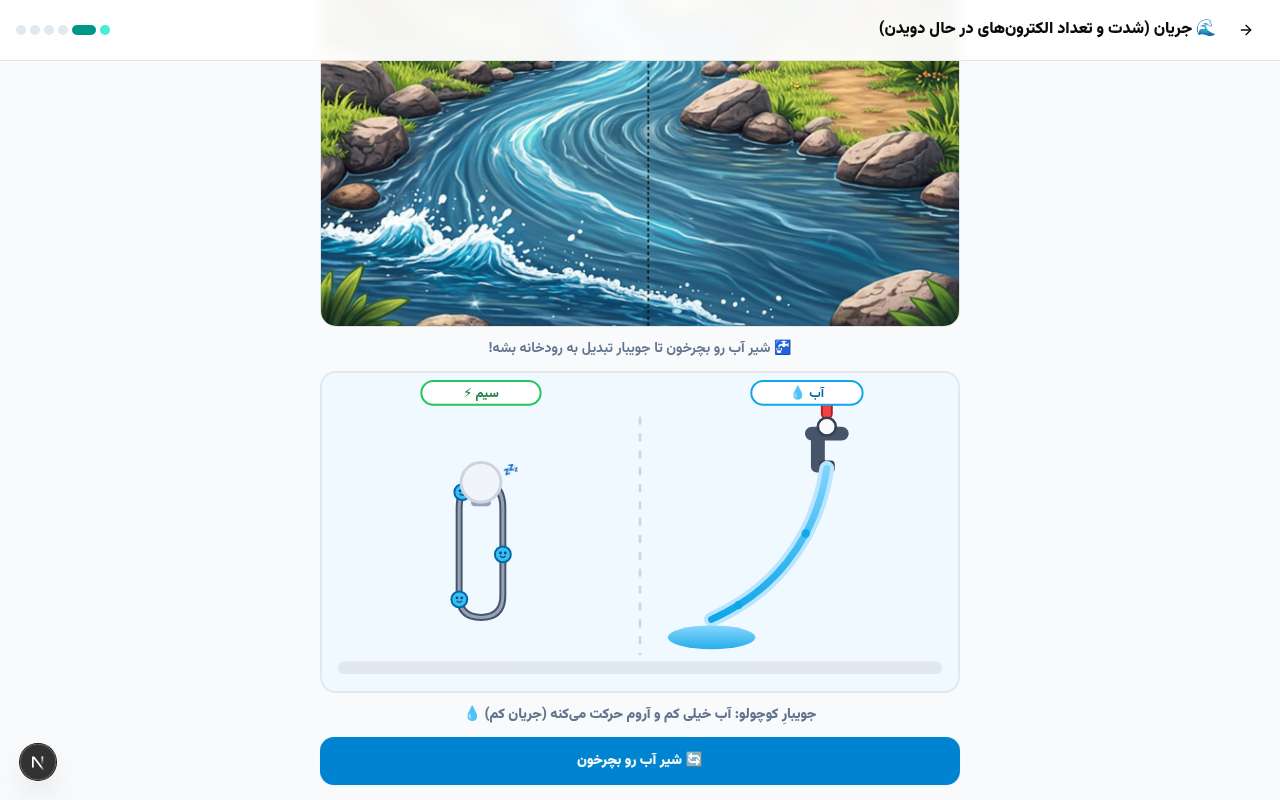 🌊 جریان (شدت و تعداد الکترون‌های در حال دویدن)
🚰 شیر آب رو بچرخون تا جویبار تبدیل به رودخانه بشه!
آب 💧
سیم ⚡
💤
جویبارِ کوچولو: آب خیلی کم و آروم حرکت می‌کنه (جریان کم) 💧
🔄 شیر آب رو بچرخون
N